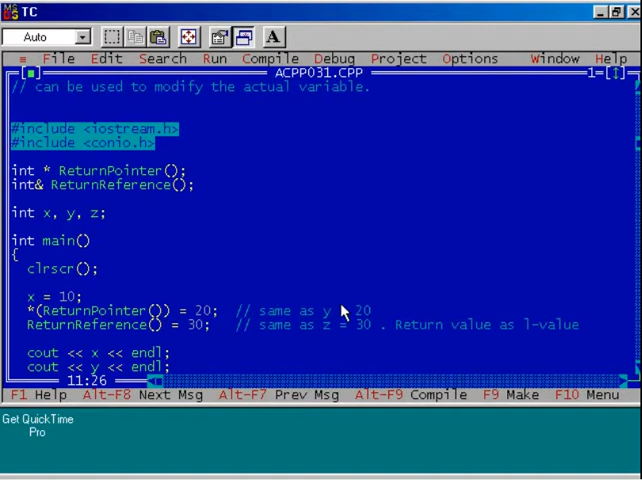 MS DOS TC
Auto
A
≡ File Edit Search Run Compile Debug Project Options Window Help
[■] ACPP031.CPP 1=[↕]
// can be used to modify the actual variable.
#include <iostream.h>
#include <conio.h>
int * ReturnPointer();
int& ReturnReference();
int x, y, z;
int main()
{
clrscr();
x = 10;
*(ReturnPointer()) = 20; // same as y = 20
ReturnReference() = 30; // same as z = 30 . Return value as l-value
cout << x << endl;
cout << y << endl;
11:26
F1 Help Alt-F8 Next Msg Alt-F7 Prev Msg Alt-F9 Compile F9 Make F10 Menu
Get QuickTime
Pro